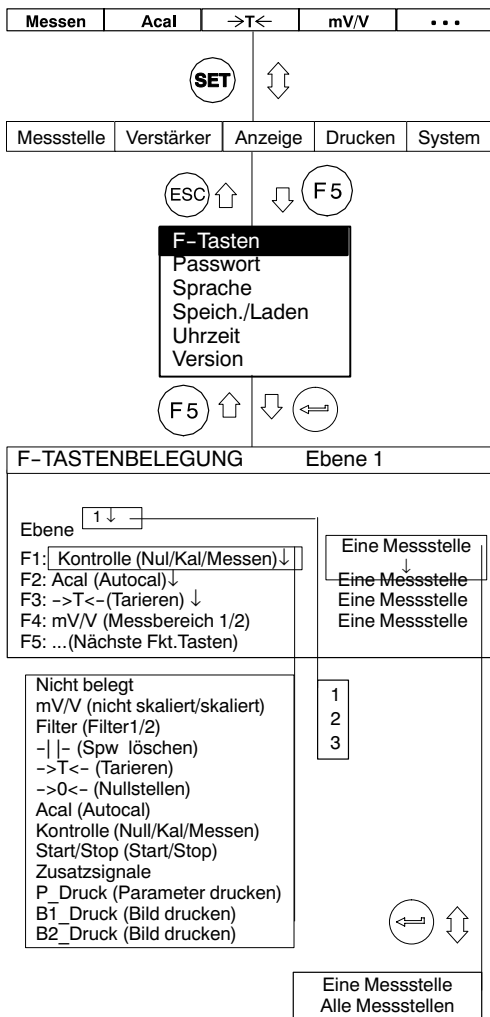 Messen Acal →T← mV/V ...
SET
Messstelle Verstärker Anzeige Drucken System
ESC F5
F-Tasten
Passwort
Sprache
Speich./Laden
Uhrzeit
Version
F5
F-TASTENBELEGUNG Ebene 1
Ebene 1↓
F1: Kontrolle (Nul/Kal/Messen)↓ Eine Messstelle ↓
F2: Acal (Autocal)↓ Eine Messstelle
F3: ->T<-(Tarieren) ↓ Eine Messstelle
F4: mV/V (Messbereich 1/2) Eine Messstelle
F5: ...(Nächste Fkt.Tasten)
Nicht belegt
mV/V (nicht skaliert/skaliert)
Filter (Filter1/2)
-| |- (Spw löschen)
->T<- (Tarieren)
->0<- (Nullstellen)
Acal (Autocal)
Kontrolle (Null/Kal/Messen)
Start/Stop (Start/Stop)
Zusatzsignale
P_Druck (Parameter drucken)
B1_Druck (Bild drucken)
B2_Druck (Bild drucken)
1
2
3
Eine Messstelle
Alle Messstellen